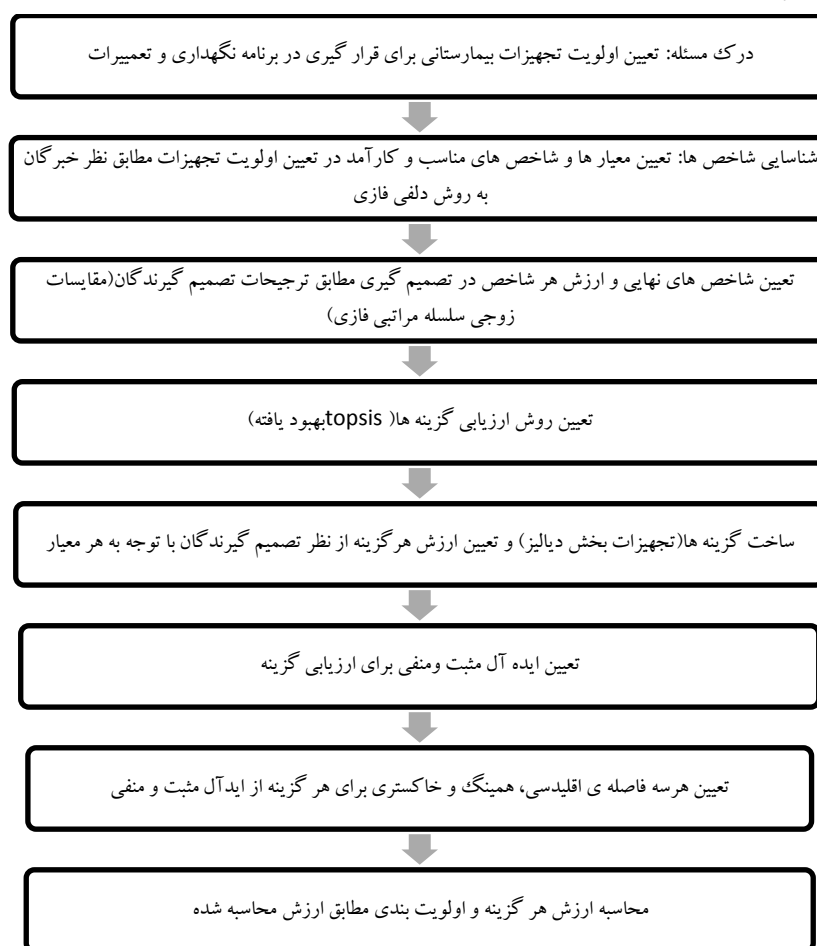 درک مسئله: تعیین اولویت تجهیزات بیمارستانی برای قرار گیری در برنامه نگهداری و تعمییرات
شناسایی شاخص ها: تعیین معیار ها و شاخص های مناسب و کارآمد در تعیین اولویت تجهیزات مطابق نظر خبرگان
به روش دلفی فازی
تعیین شاخص های نهایی و ارزش هر شاخص در تصمیم گیری مطابق ترجیحات تصمیم گیرندگان(مقایسات
زوجی سلسله مراتبی فازی)
تعیین روش ارزیابی گزینه ها( topsisبهبود یافته)
ساخت گزینه ها(تجهیزات بخش دیالیز) و تعیین ارزش هرگزینه از نظر تصمیم گیرندگان با توجه به هر معیار
تعیین ایده آل مثبت ومنفی برای ارزیابی گزینه
تعیین هرسه فاصله ی اقلیدسی، همینگ و خاکستری برای هر گزینه از ایدآل مثبت و منفی
محاسبه ارزش هر گزینه و اولویت بندی مطابق ارزش محاسبه شده